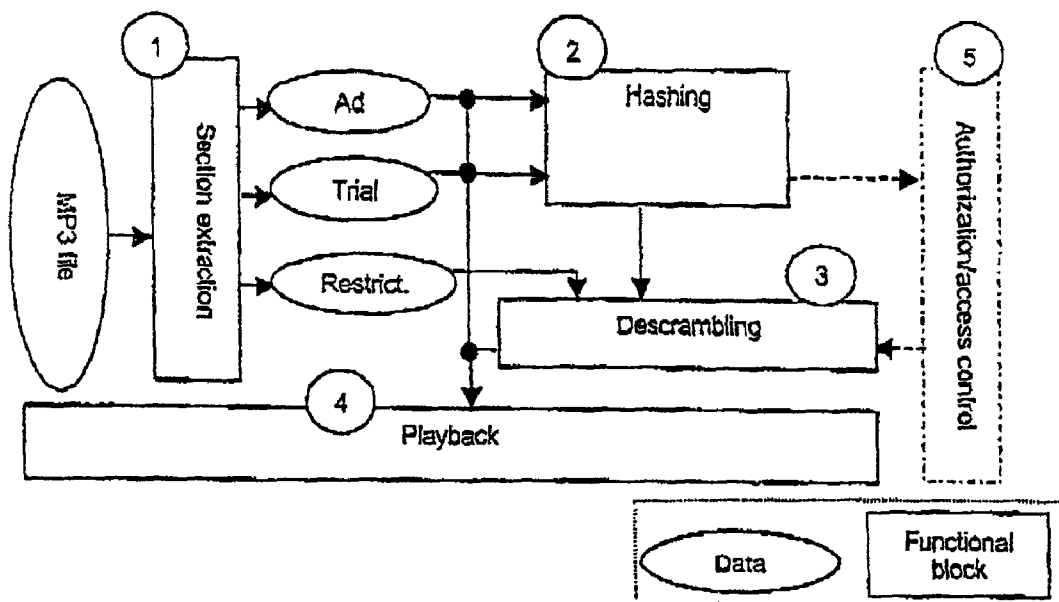 1
2
5
Ad
Hashing
Trial
MP3 file
Section extraction
Authorization/access control
Restrict.
3
Descrambling
4
Playback
Data
Functional
block